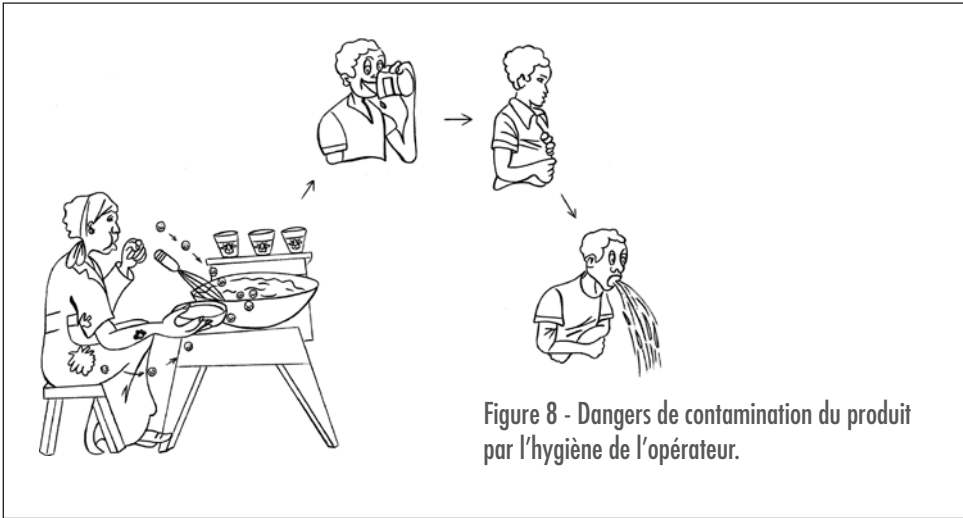 Figure 8 - Dangers de contamination du produit
par l'hygiène de l'opérateur.